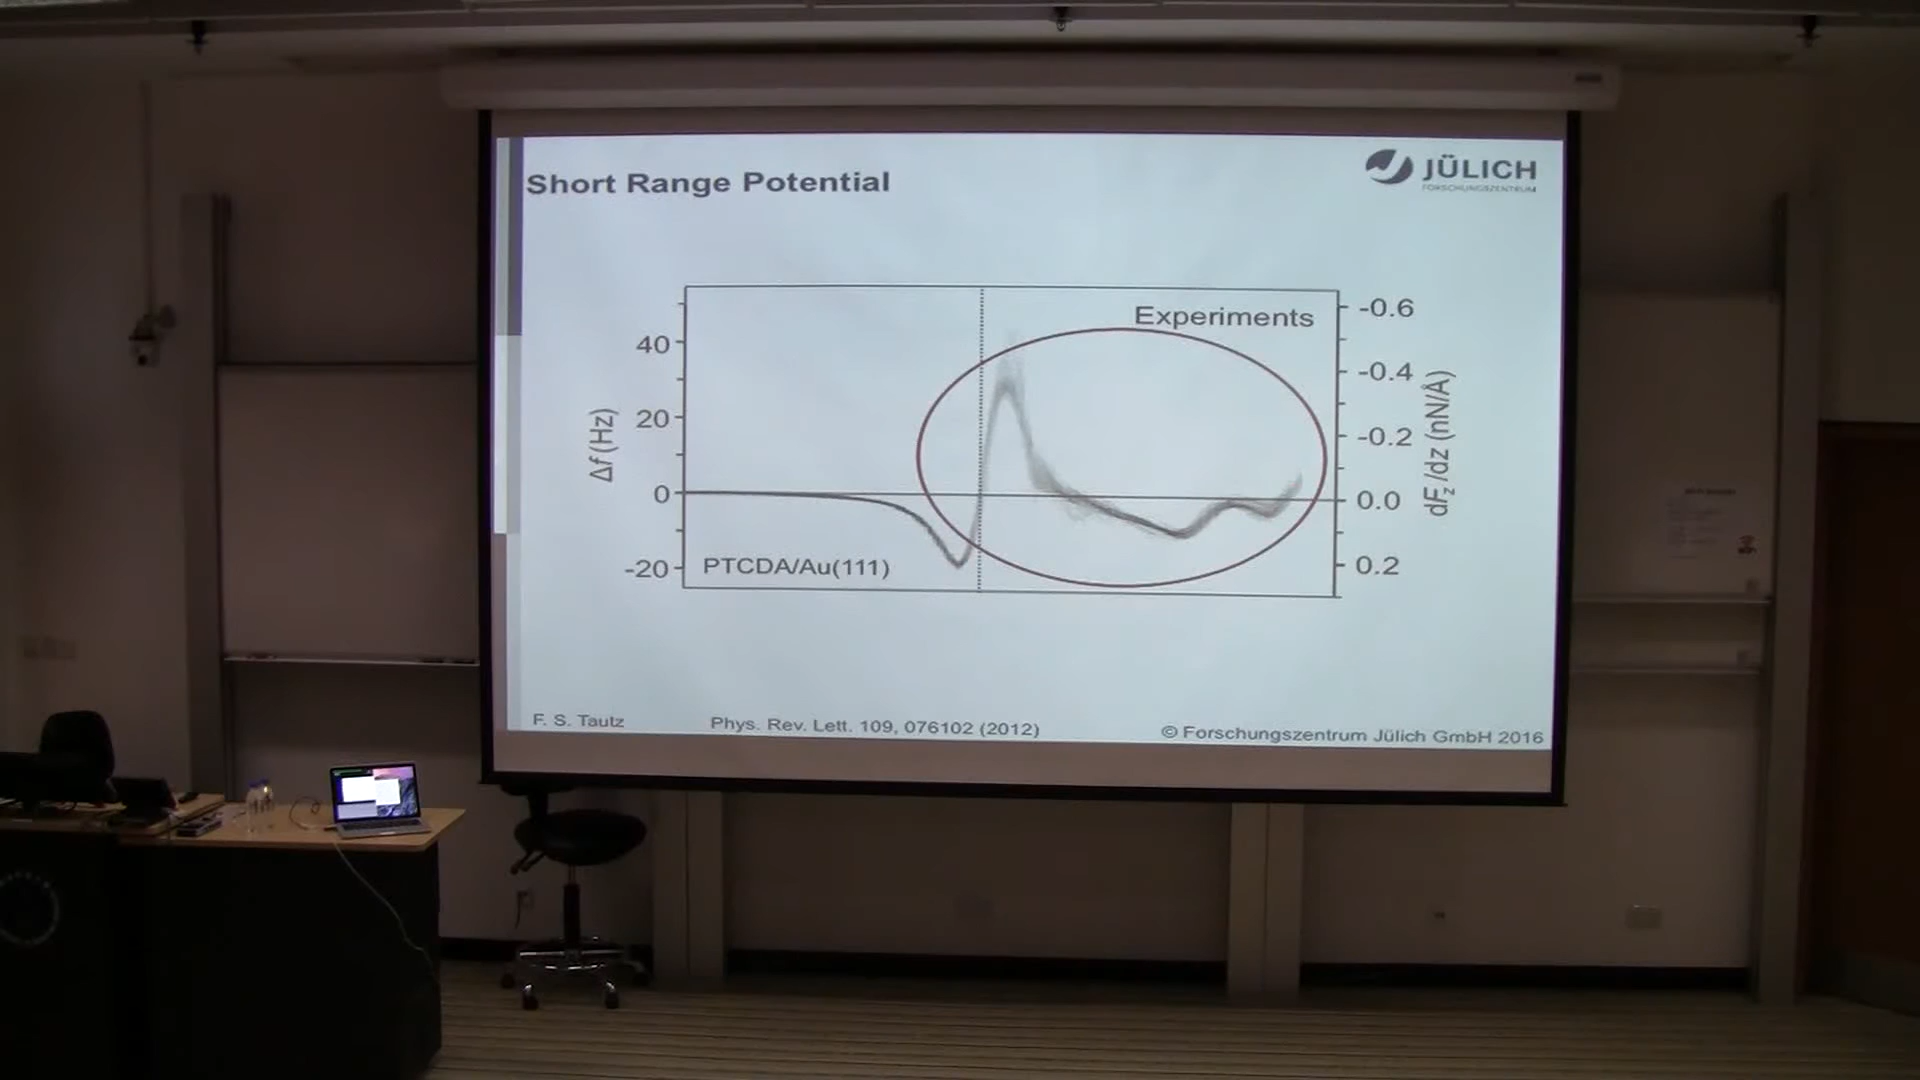 Short Range Potential
JÜLICH
FORSCHUNGSZENTRUM
Experiments
40
20
0
-20
Δf (Hz)
-0.6
-0.4
-0.2
0.0
0.2
dFz/dz (nN/Å)
PTCDA/Au(111)
F. S. Tautz
Phys. Rev. Lett. 109, 076102 (2012)
© Forschungszentrum Jülich GmbH 2016